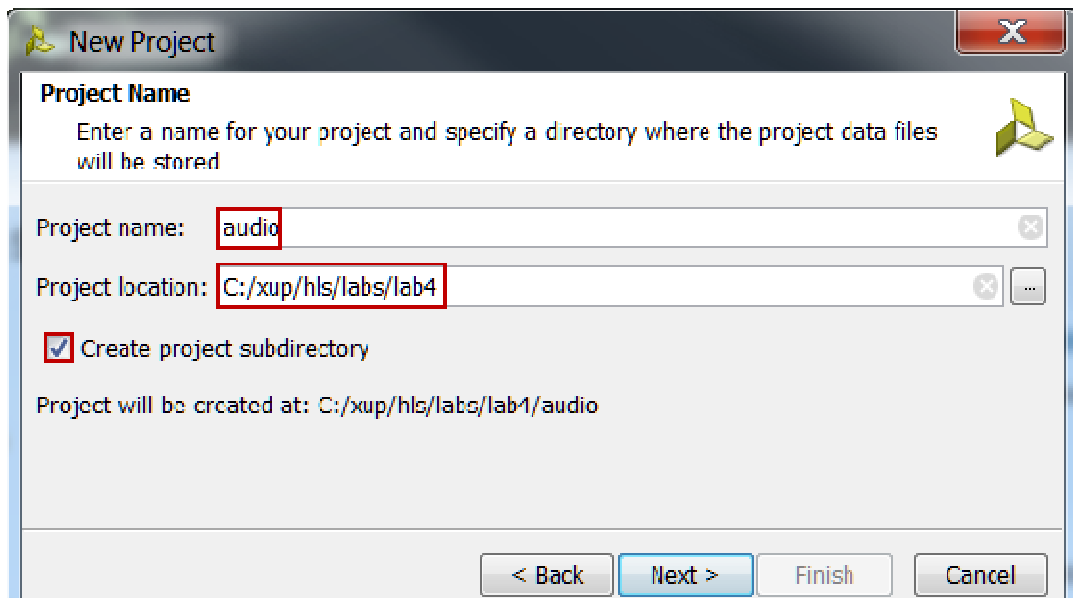 New Project
Project Name
Enter a name for your project and specify a directory where the project data files
will be stored
Project name: audio
Project location: C:/xup/hls/labs/lab4 ...
Create project subdirectory
Project will be created at: C:/xup/hls/labs/lab4/audio
< Back Next > Finish Cancel